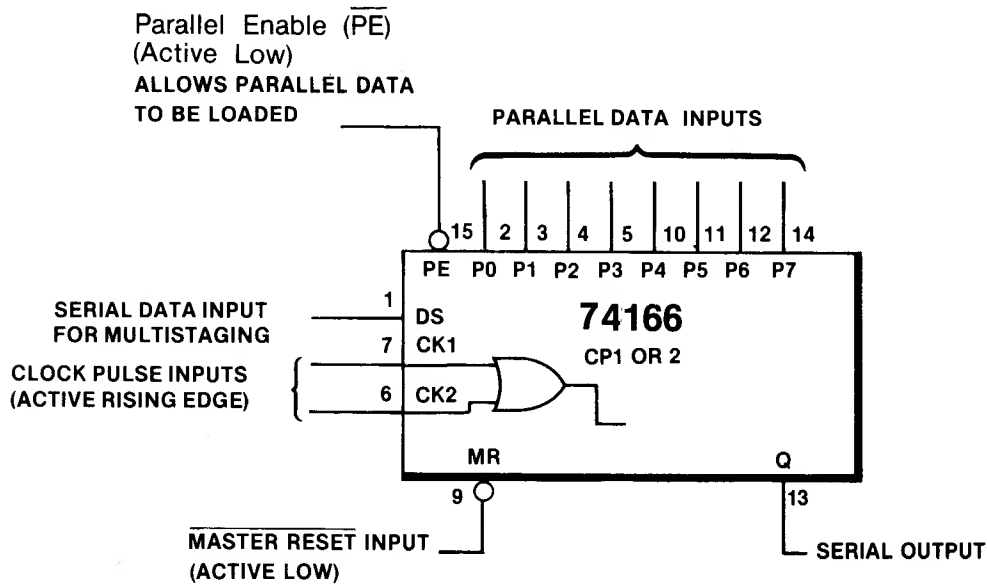 Parallel Enable (PE)
(Active Low)
ALLOWS PARALLEL DATA
TO BE LOADED
PARALLEL DATA INPUTS
15 2 3 4 5 10 11 12 14
PE P0 P1 P2 P3 P4 P5 P6 P7
1
SERIAL DATA INPUT
FOR MULTISTAGING
DS
74166
7 CK1
CP1 OR 2
CLOCK PULSE INPUTS
(ACTIVE RISING EDGE)
6 CK2
MR
Q
9
13
MASTER RESET INPUT
(ACTIVE LOW)
SERIAL OUTPUT